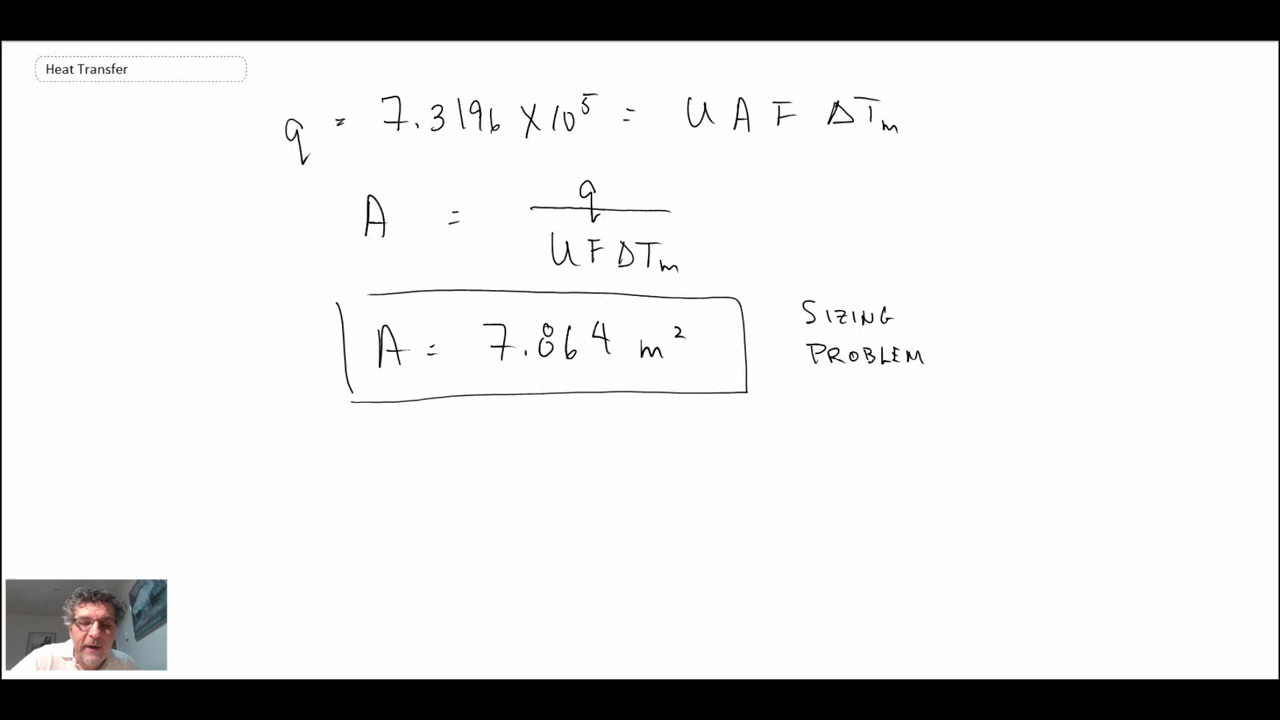 Heat Transfer
q = 7.3196 X 10⁵ = U A F ΔTₘ
A = q / U F ΔTₘ
A = 7.864 m²
SIZING
PROBLEM